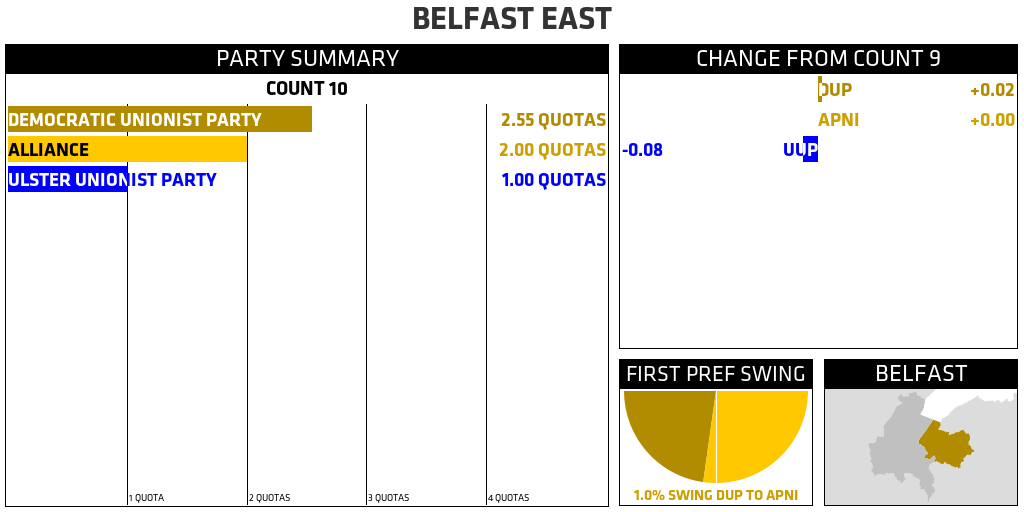 BELFAST EAST
PARTY SUMMARY
COUNT 10
DEMOCRATIC UNIONIST PARTY 2.55 QUOTAS
ALLIANCE 2.00 QUOTAS
ULSTER UNIONIST PARTY 1.00 QUOTAS
1 QUOTA 2 QUOTAS 3 QUOTAS 4 QUOTAS
CHANGE FROM COUNT 9
DUP +0.02
APNI +0.00
-0.08 UUP
FIRST PREF SWING
1.0% SWING DUP TO APNI
BELFAST